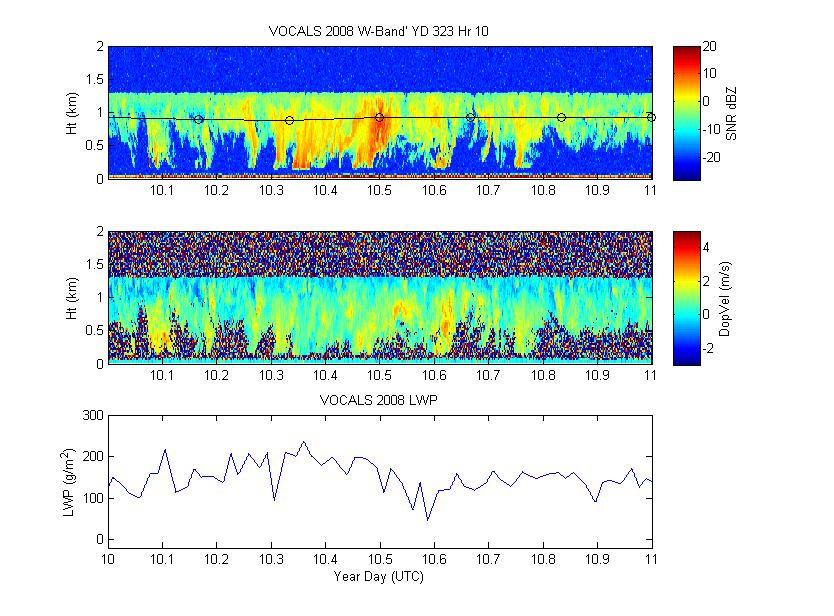 VOCALS 2008 W-Band' YD 323 Hr 10
2
1.5
1
0.5
0
Ht (km)
10.1 10.2 10.3 10.4 10.5 10.6 10.7 10.8 10.9 11
20
10
0
-10
-20
SNR dBZ
2
1.5
1
0.5
0
Ht (km)
10.1 10.2 10.3 10.4 10.5 10.6 10.7 10.8 10.9 11
4
2
0
-2
DopVel (m/s)
VOCALS 2008 LWP
300
200
100
0
LWP (g/m²)
10 10.1 10.2 10.3 10.4 10.5 10.6 10.7 10.8 10.9 11
Year Day (UTC)